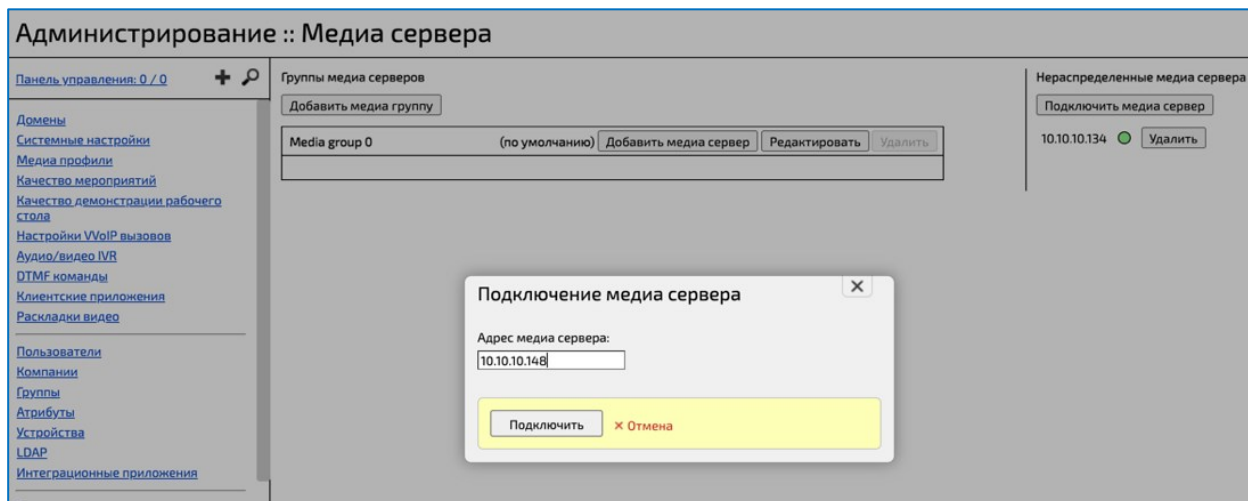 Администрирование :: Медиа сервера
Панель управления: 0 / 0
Домены
Системные настройки
Медиа профили
Качество мероприятий
Качество демонстрации рабочего
стола
Настройки VVoIP вызовов
Аудио/видео IVR
DTMF команды
Клиентские приложения
Раскладки видео
Пользователи
Компании
Группы
Атрибуты
Устройства
LDAP
Интеграционные приложения
Группы медиа серверов
Добавить медиа группу
Media group 0 (по умолчанию) Добавить медиа сервер Редактировать Удалить
Нераспределенные медиа сервера
Подключить медиа сервер
10.10.10.134 Удалить
Подключение медиа сервера
Адрес медиа сервера:
10.10.10.148
Подключить × Отмена